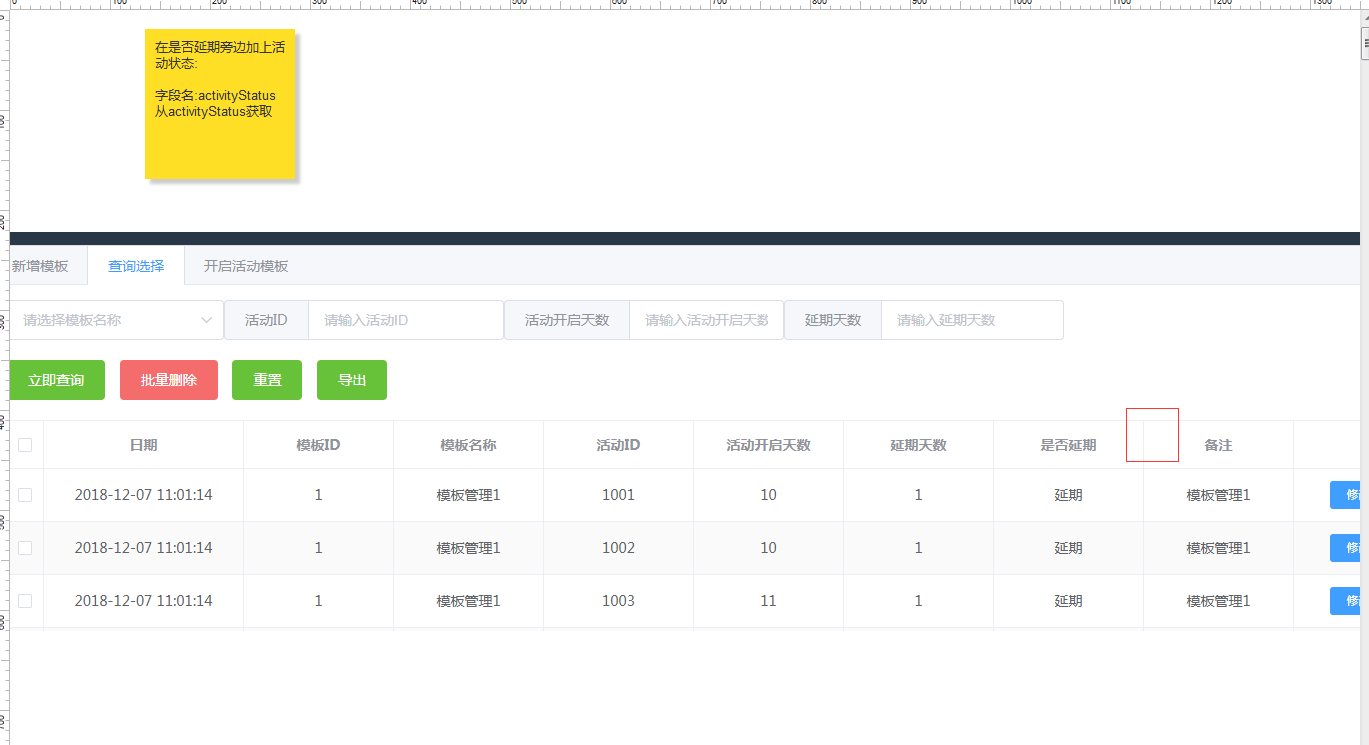 0 100 200 300 400 500 600 700 800 900 1000 1100 1200 1300
在是否延期旁边加上活
动状态:
字段名:activityStatus
从activityStatus获取
新增模板 查询选择 开启活动模板
请选择模板名称 活动ID 请输入活动ID 活动开启天数 请输入活动开启天数 延期天数 请输入延期天数
立即查询 批量删除 重置 导出
日期 模板ID 模板名称 活动ID 活动开启天数 延期天数 是否延期 备注
2018-12-07 11:01:14 1 模板管理1 1001 10 1 延期 模板管理1 修
2018-12-07 11:01:14 1 模板管理1 1002 10 1 延期 模板管理1 修
2018-12-07 11:01:14 1 模板管理1 1003 11 1 延期 模板管理1 修